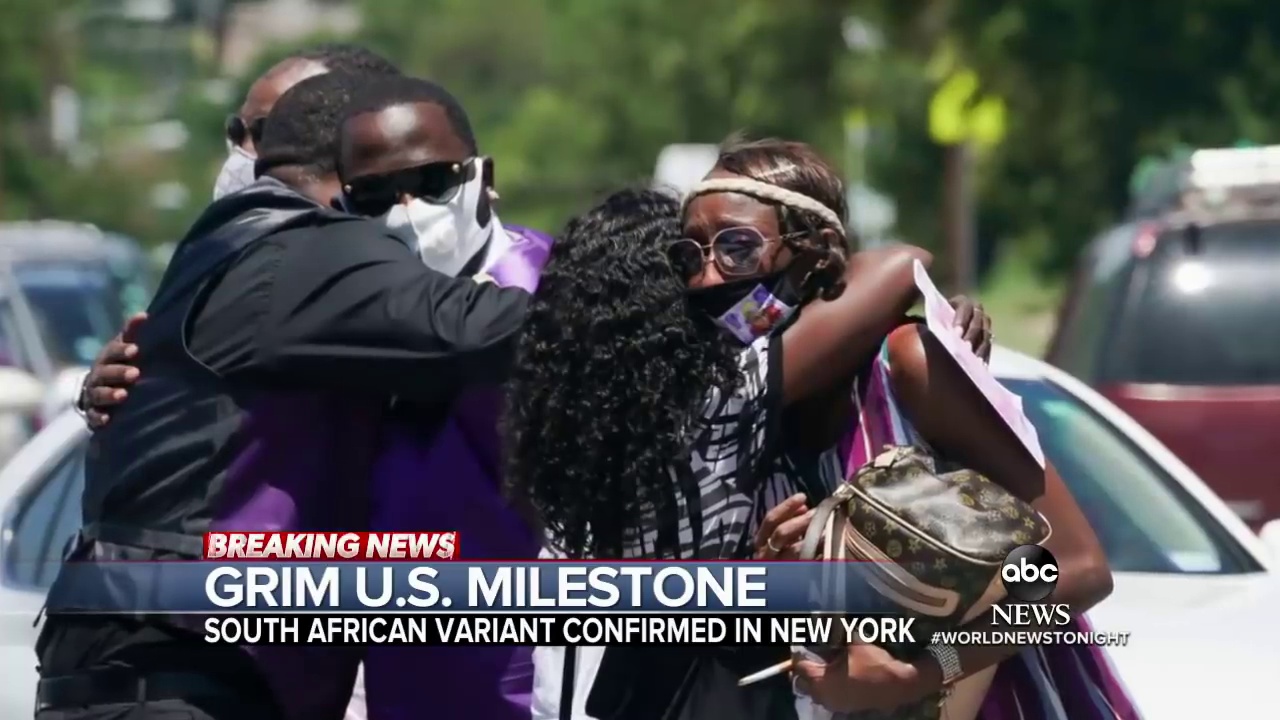 BREAKING NEWS
GRIM U.S. MILESTONE
SOUTH AFRICAN VARIANT CONFIRMED IN NEW YORK
abc
NEWS
#WORLDNEWSTONIGHT